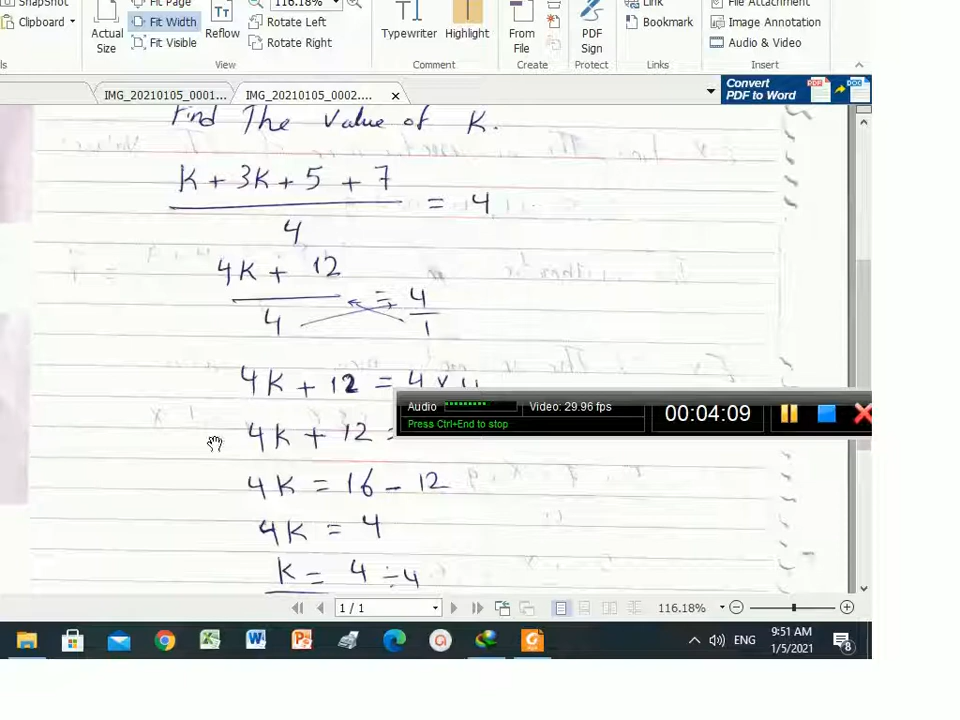 Snapshot
Clipboard
Fit Page
Fit Width
Fit Visible
Actual Size
Reflow
116.18%
Rotate Left
Rotate Right
View
Typewriter
Highlight
Comment
From File
Create
PDF Sign
Protect
Link
Bookmark
Links
File Attachment
Image Annotation
Audio & Video
Insert
IMG_20210105_0001...
IMG_20210105_0002....
Convert PDF to Word
Find The Value of K.
K + 3K + 5 + 7
= 4
4
4K + 12
= 4
4
1
4K + 12 = 4 x 4
4K + 12 =
4K = 16 - 12
4K = 4
K = 4 ÷ 4
Audio
Video: 29.96 fps
Press Ctrl+End to stop
00:04:09
1 / 1
116.18%
ENG
9:51 AM
1/5/2021
8